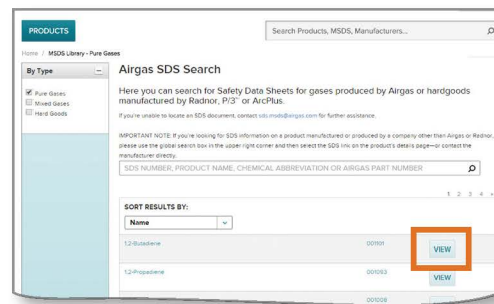 PRODUCTS
Search Products, MSDS, Manufacturers...
Home / MSDS Library - Pure Gases
By Type
Airgas SDS Search
Pure Gases
Mixed Gases
Hard Goods
Here you can search for Safety Data Sheets for gases produced by Airgas or hardgoods
manufactured by Radnor, P/3™ or ArcPlus.
If you're unable to locate an SDS document, contact sds.msds@airgas.com for further assistance.
IMPORTANT NOTE: If you're looking for SDS information on a product manufactured or produced by a company other than Airgas or Radnor,
please use the global search box in the upper right corner and then select the SDS link on the product's details page—or contact the
manufacturer directly.
SDS NUMBER, PRODUCT NAME, CHEMICAL ABBREVIATION OR AIRGAS PART NUMBER
1 2 3 4
SORT RESULTS BY:
Name
1,2-Butadiene 001101 VIEW
1,2-Propadiene 001063 VIEW
001009